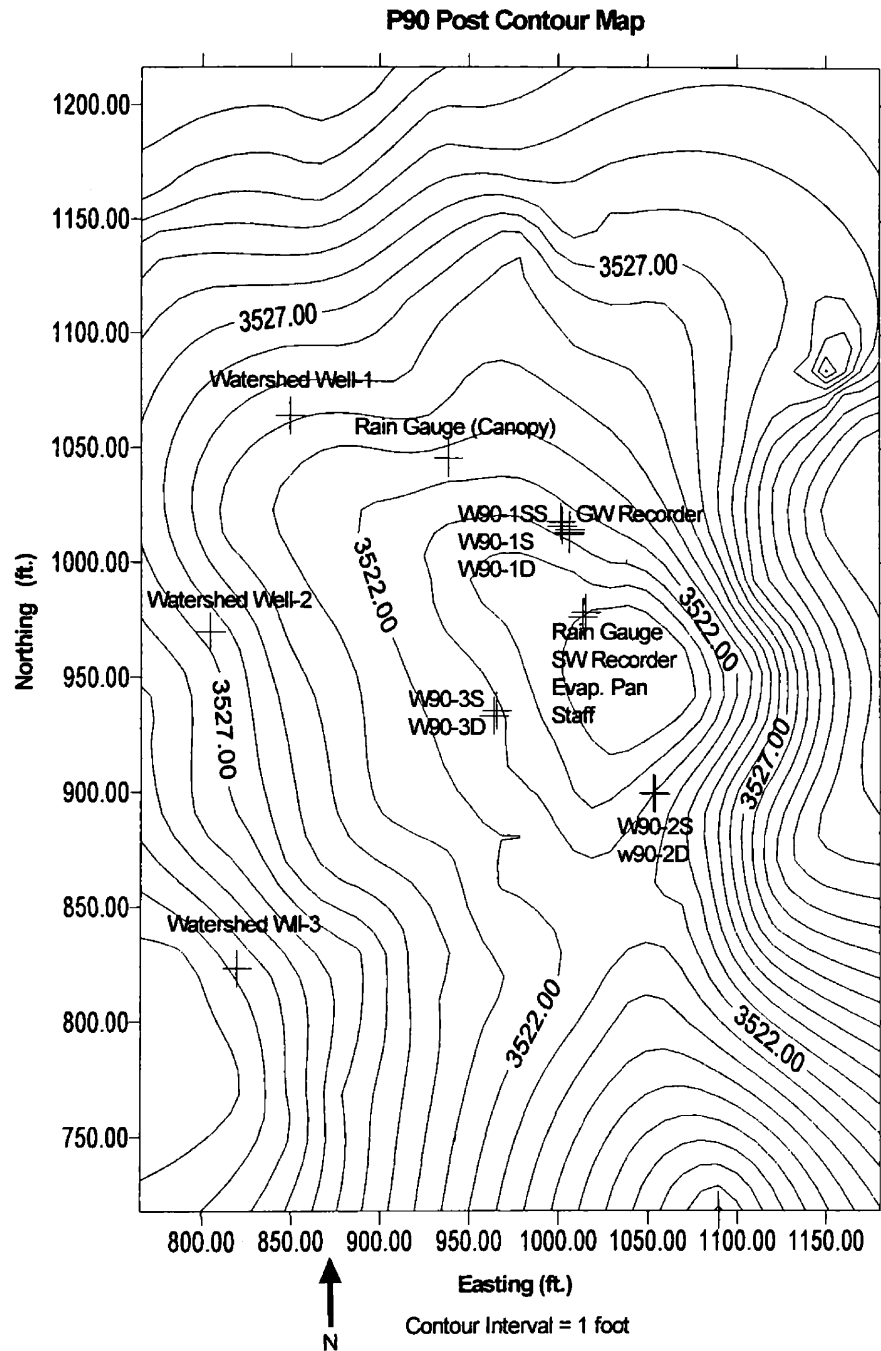 P90 Post Contour Map
1200.00
1150.00
1100.00
1050.00
1000.00
950.00
900.00
850.00
800.00
750.00
Northing (ft.)
3527.00
3527.00
Watershed Well-1
Rain Gauge (Canopy)
W90-1SS
GW Recorder
W90-1S
W90-1D
3522.00
3522.00
Watershed Well-2
Rain Gauge
SW Recorder
Evap. Pan
Staff
W90-3S
W90-3D
3527.00
3527.00
W90-2S
w90-2D
Watershed Wll-3
3522.00
3522.00
800.00 850.00 900.00 950.00 1000.00 1050.00 1100.00 1150.00
Easting (ft.)
N
Contour Interval = 1 foot